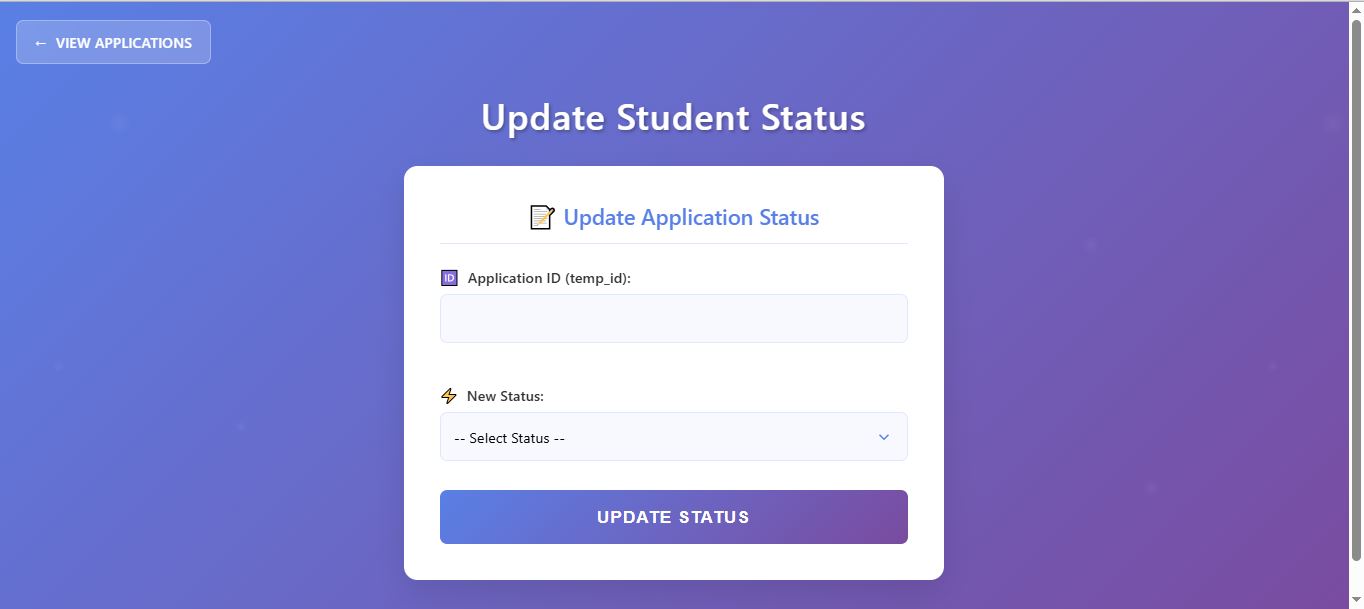 ← VIEW APPLICATIONS
Update Student Status
📝 Update Application Status
🆔 Application ID (temp_id):
⚡ New Status:
-- Select Status --
UPDATE STATUS